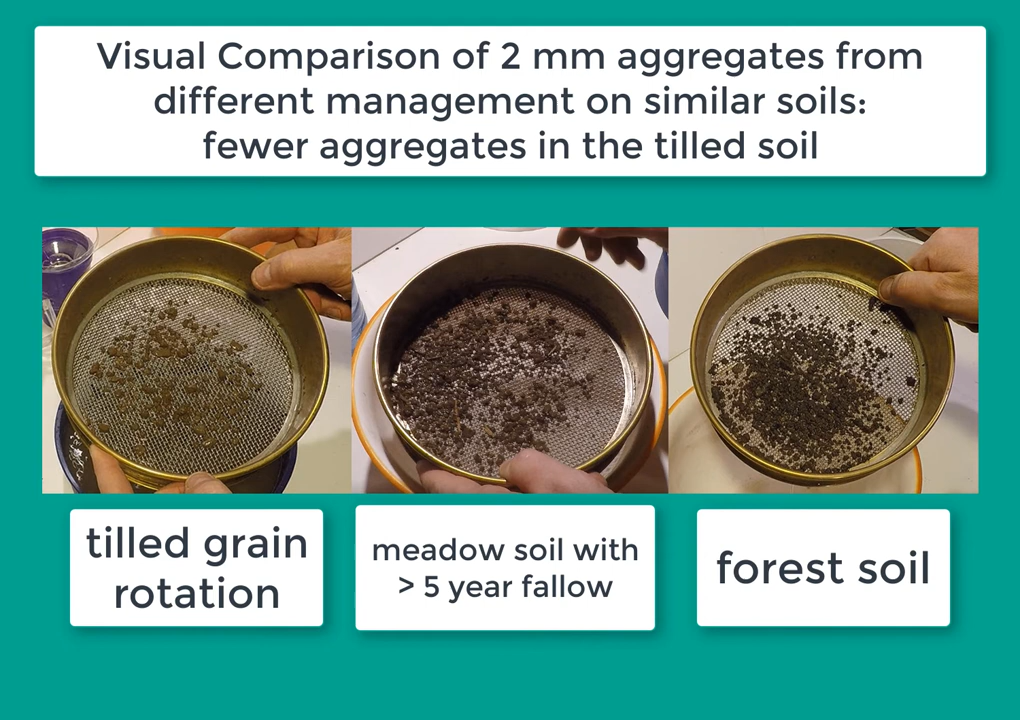 Visual Comparison of 2 mm aggregates from
different management on similar soils:
fewer aggregates in the tilled soil
tilled grain
rotation
meadow soil with
> 5 year fallow
forest soil